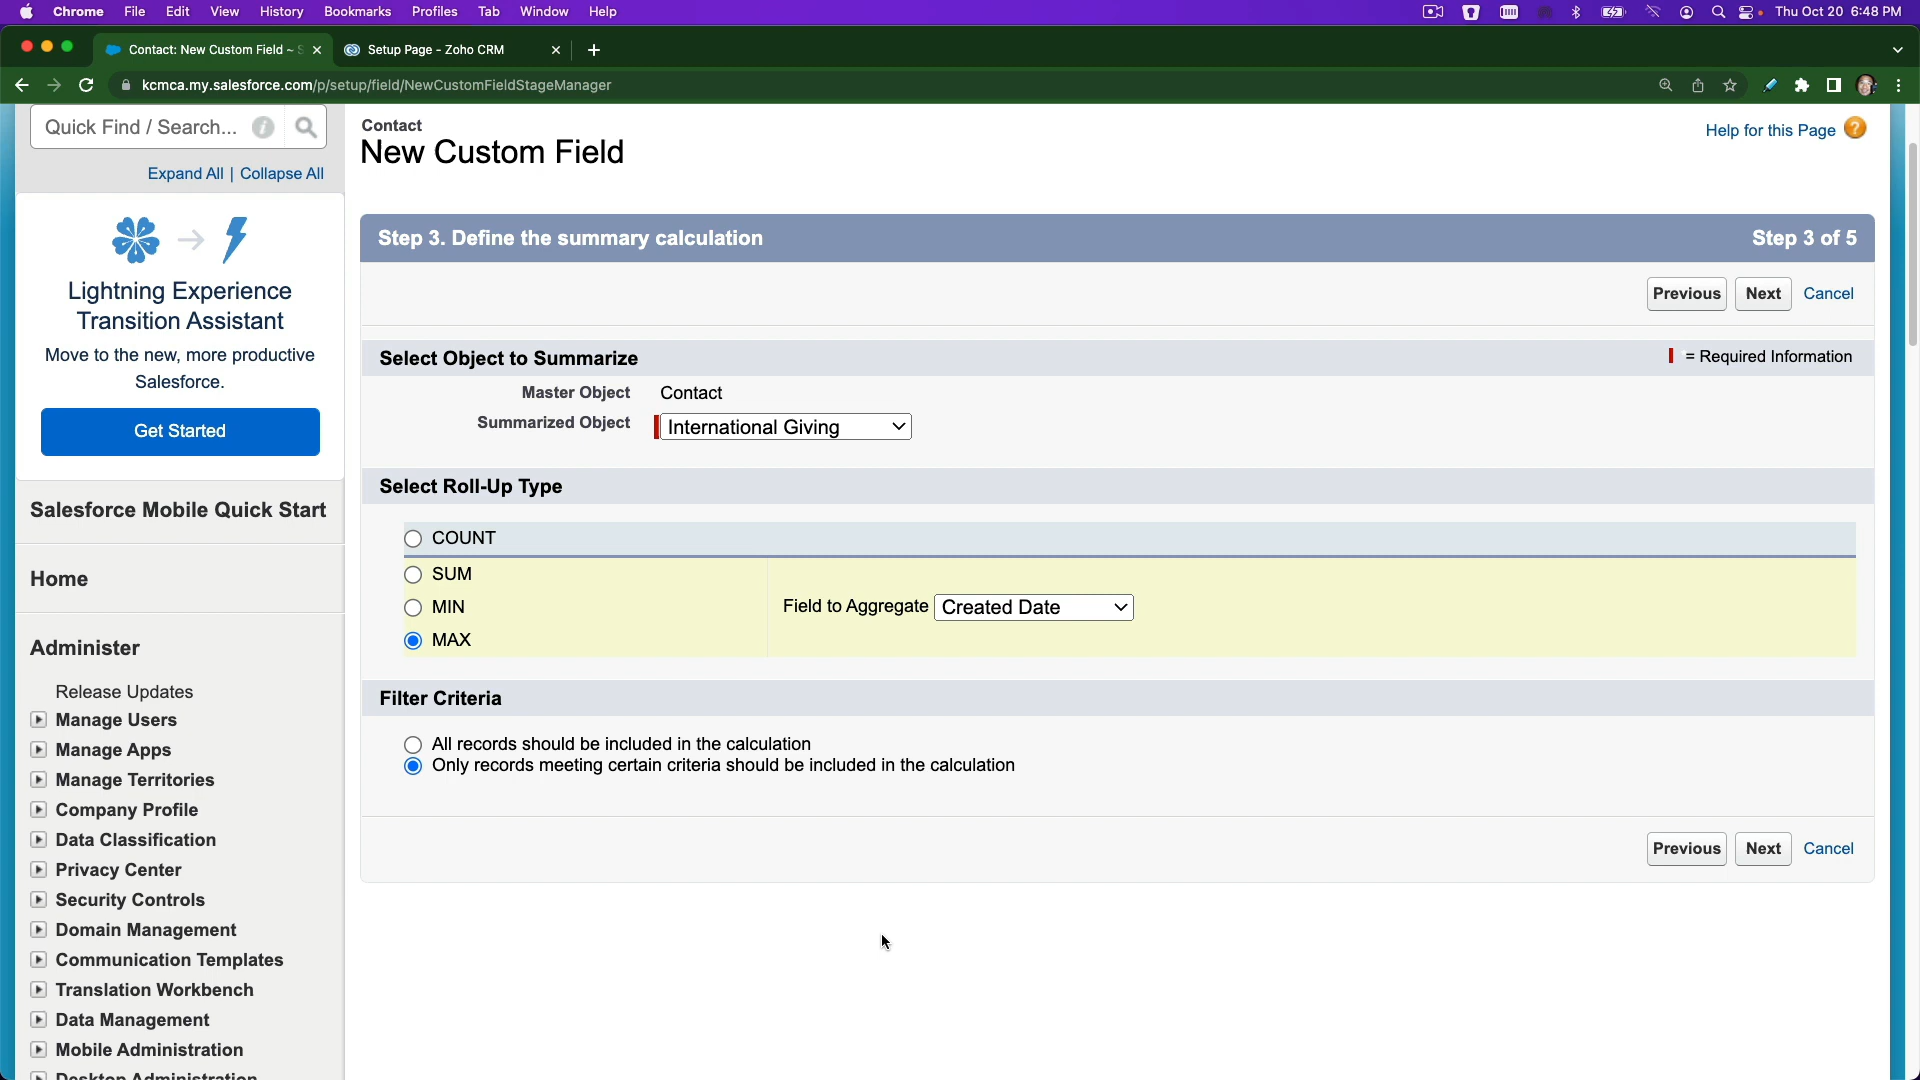 Chrome File Edit View History Bookmarks Profiles Tab Window Help Thu Oct 20 6:48 PM
Contact: New Custom Field ~ S
Setup Page - Zoho CRM
kcmca.my.salesforce.com/p/setup/field/NewCustomFieldStageManager
Quick Find / Search...
Expand All | Collapse All
Lightning Experience
Transition Assistant
Move to the new, more productive
Salesforce.
Get Started
Salesforce Mobile Quick Start
Home
Administer
Release Updates
Manage Users
Manage Apps
Manage Territories
Company Profile
Data Classification
Privacy Center
Security Controls
Domain Management
Communication Templates
Translation Workbench
Data Management
Mobile Administration
Desktop Administration
Contact
New Custom Field
Help for this Page
Step 3. Define the summary calculation
Step 3 of 5
Previous Next Cancel
Select Object to Summarize
= Required Information
Master Object Contact
Summarized Object International Giving
Select Roll-Up Type
COUNT
SUM
MIN
MAX
Field to Aggregate Created Date
Filter Criteria
All records should be included in the calculation
Only records meeting certain criteria should be included in the calculation
Previous Next Cancel